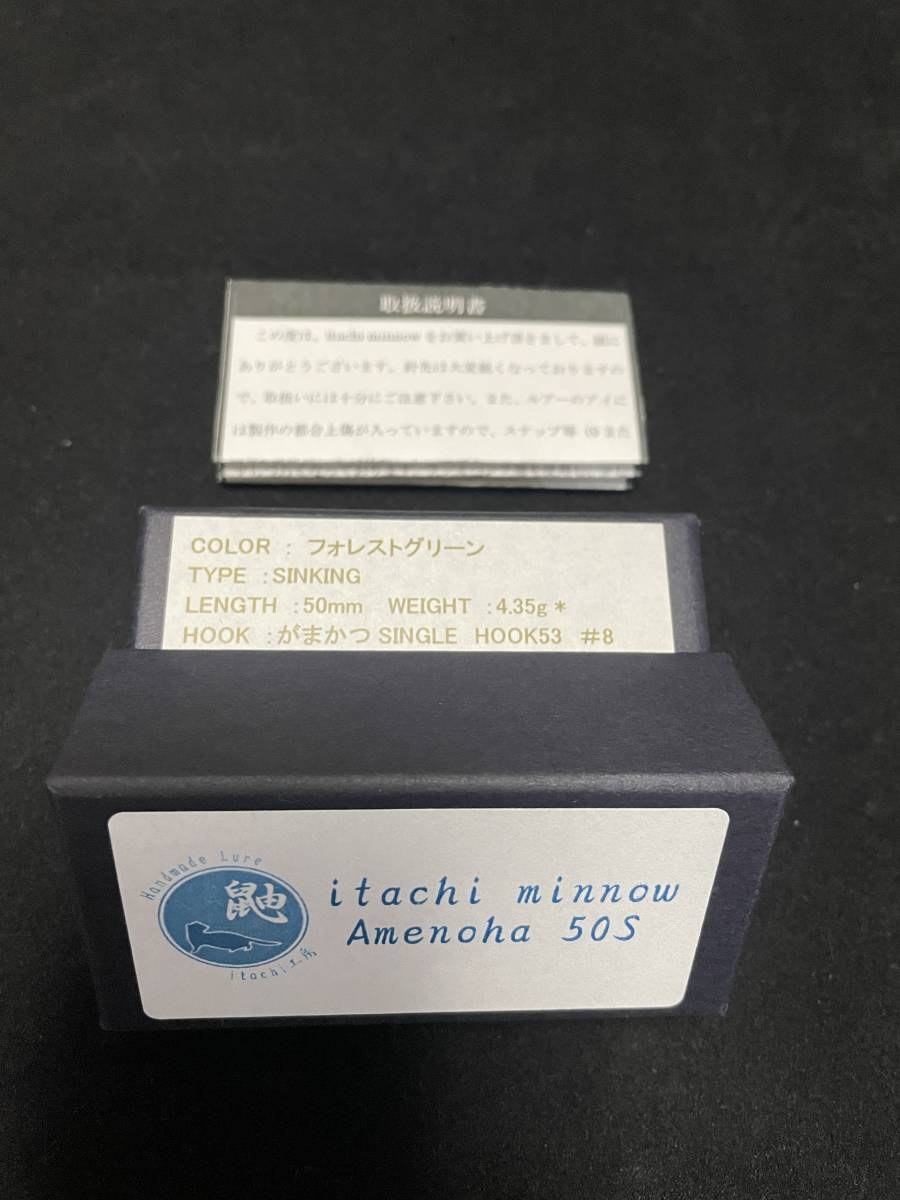 取扱説明書
この度は、itachi minnow をお買い上げ頂きまして、誠に
ありがとうございます。針先は大変鋭くなっておりますの
で、取扱いには十分にご注意下さい。また、ルアーのアイに
は製作の都合上傷が入っていますので、スナップ等
COLOR : フォレストグリーン
TYPE :SINKING
LENGTH :50mm WEIGHT :4.35g *
HOOK :がまかつ SINGLE HOOK53 #8
Handmade Lure
鼬
itachi工房
itachi minnow
Amenoha 50S